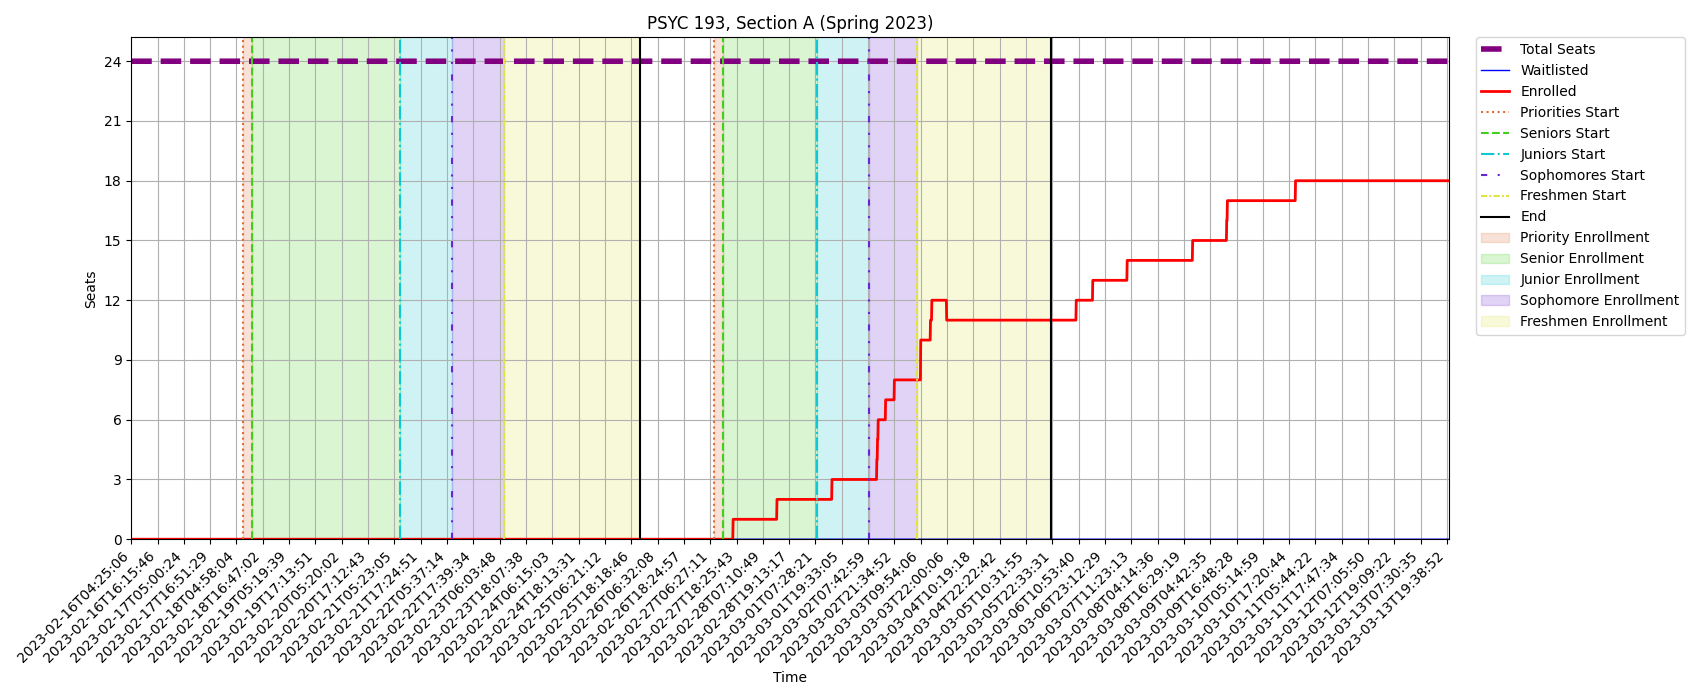 PSYC 193, Section A (Spring 2023)
Seats
24
21
18
15
12
9
6
3
0
2023-02-16T04:25:06
2023-02-16T16:15:46
2023-02-17T05:00:24
2023-02-17T16:51:29
2023-02-18T04:58:04
2023-02-18T16:47:02
2023-02-19T05:19:39
2023-02-19T17:13:51
2023-02-20T05:20:02
2023-02-20T17:12:43
2023-02-21T05:23:05
2023-02-21T17:24:51
2023-02-22T05:37:14
2023-02-22T17:39:34
2023-02-23T06:03:48
2023-02-23T18:07:38
2023-02-24T06:15:03
2023-02-24T18:13:31
2023-02-25T06:21:12
2023-02-25T18:18:46
2023-02-26T06:32:08
2023-02-26T18:24:57
2023-02-27T06:27:11
2023-02-27T18:25:43
2023-02-28T07:10:49
2023-02-28T19:13:17
2023-03-01T07:28:21
2023-03-01T19:33:05
2023-03-02T07:42:59
2023-03-02T21:34:52
2023-03-03T09:54:06
2023-03-03T22:00:06
2023-03-04T10:19:18
2023-03-04T22:22:42
2023-03-05T10:31:55
2023-03-05T22:33:31
2023-03-06T10:53:40
2023-03-06T23:12:29
2023-03-07T11:23:13
2023-03-08T04:14:36
2023-03-08T16:29:19
2023-03-09T04:42:35
2023-03-09T16:48:28
2023-03-10T05:14:59
2023-03-10T17:20:44
2023-03-11T05:44:22
2023-03-11T17:47:34
2023-03-12T07:05:50
2023-03-12T19:09:22
2023-03-13T07:30:35
2023-03-13T19:38:52
Time
Total Seats
Waitlisted
Enrolled
Priorities Start
Seniors Start
Juniors Start
Sophomores Start
Freshmen Start
End
Priority Enrollment
Senior Enrollment
Junior Enrollment
Sophomore Enrollment
Freshmen Enrollment